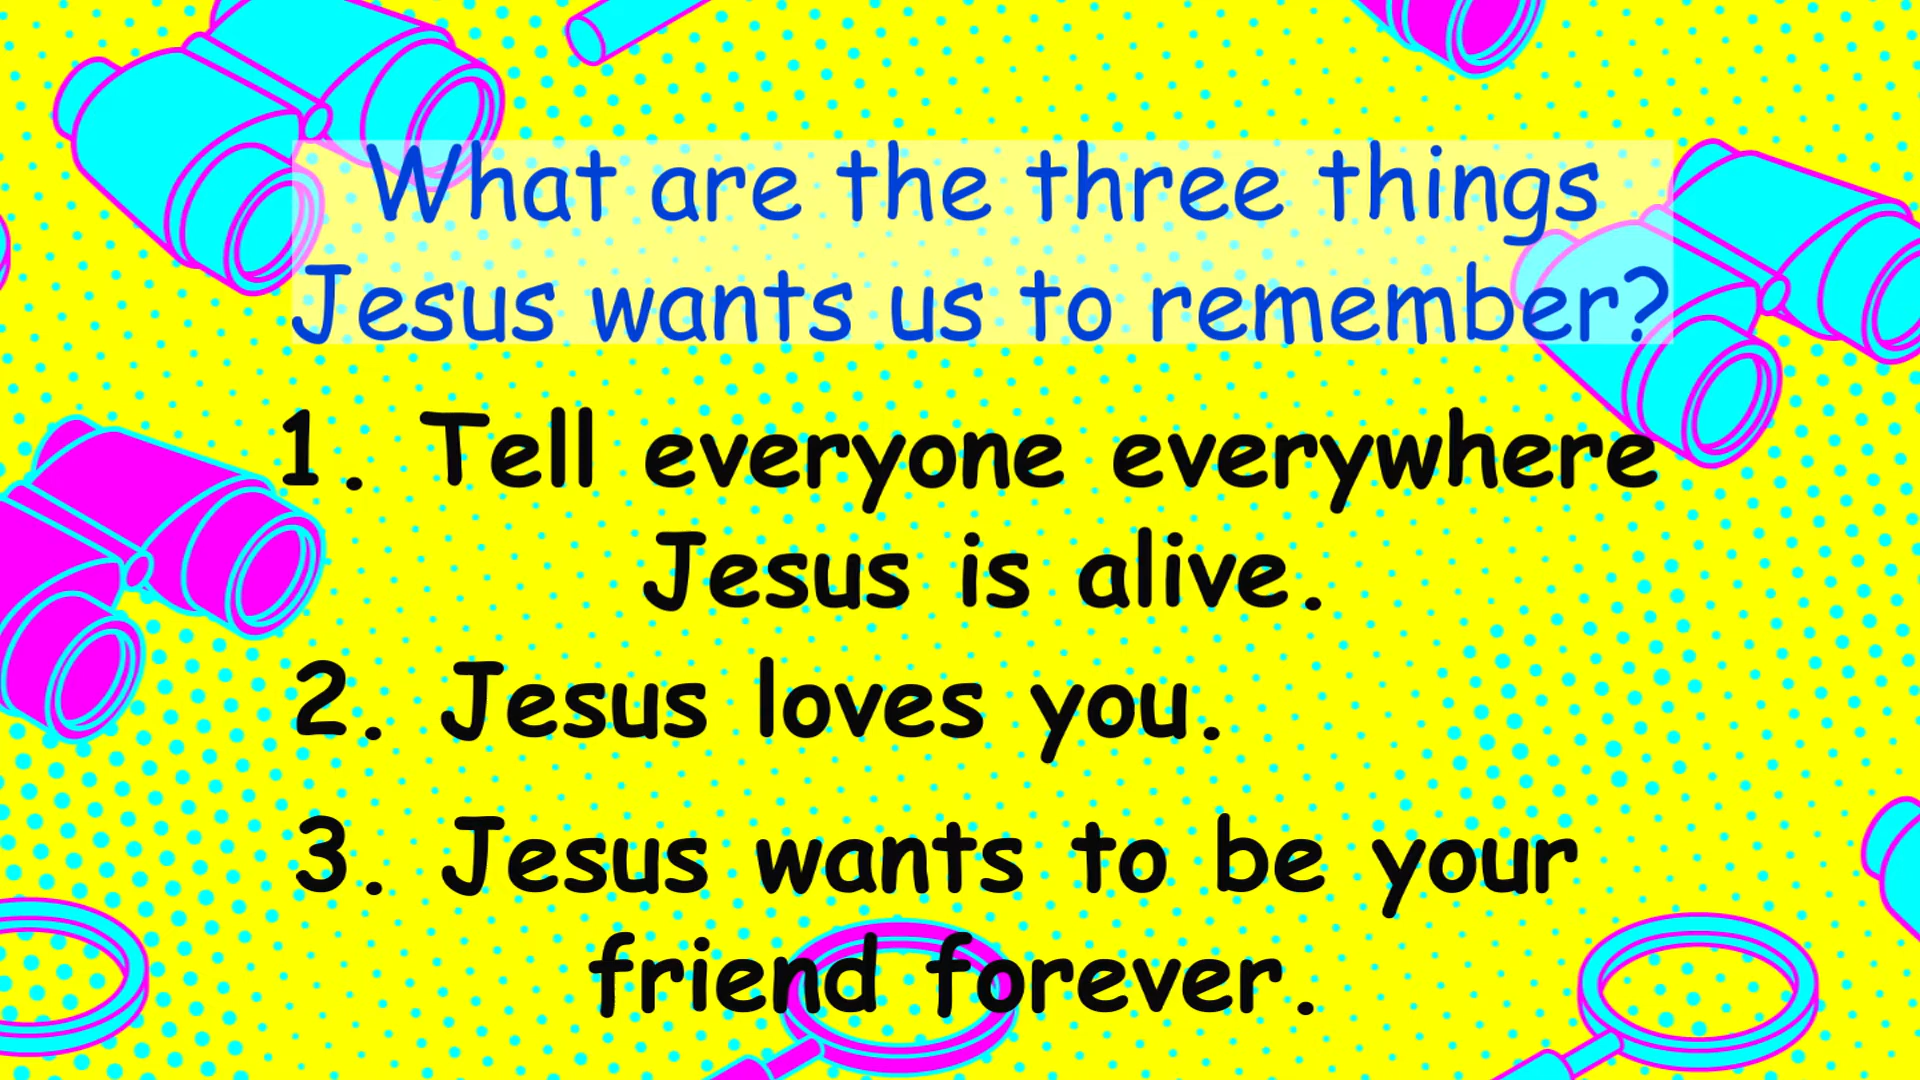 What are the three things
Jesus wants us to remember?
1. Tell everyone everywhere
Jesus is alive.
2. Jesus loves you.
3. Jesus wants to be your
friend forever.